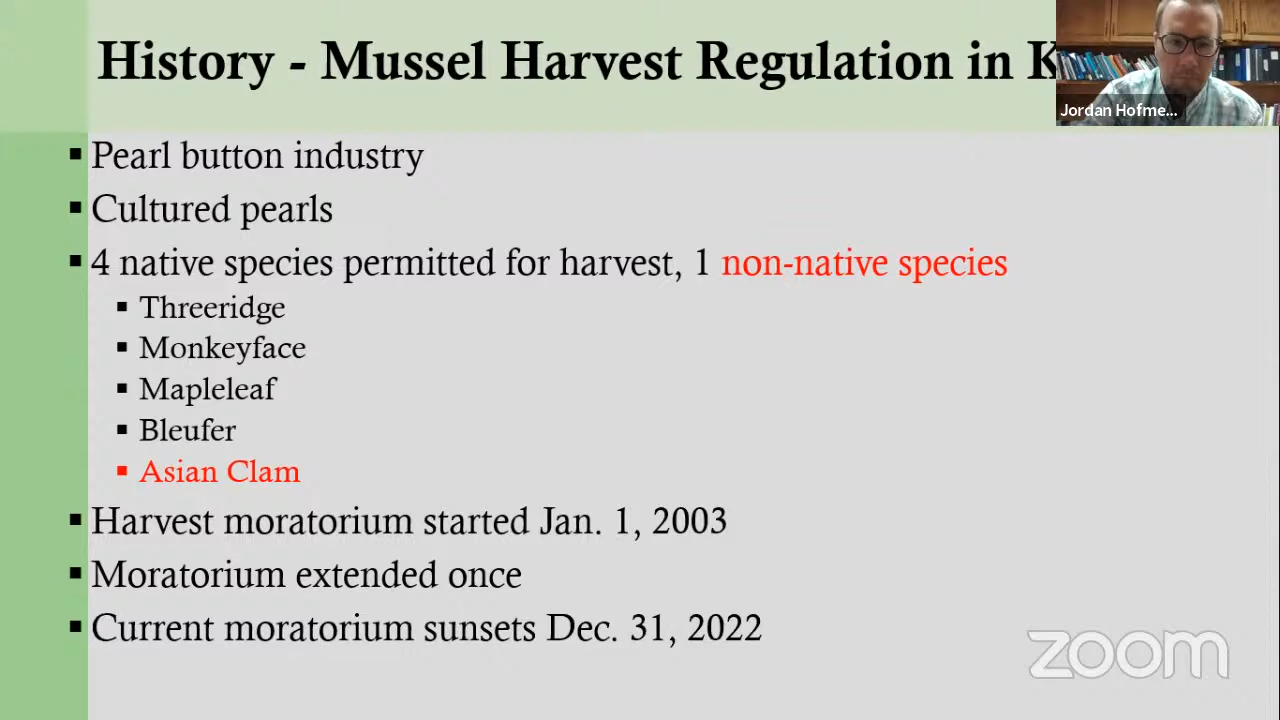 History - Mussel Harvest Regulation in K
Jordan Hofme...
▪ Pearl button industry
▪ Cultured pearls
▪ 4 native species permitted for harvest, 1 non-native species
▪ Threeridge
▪ Monkeyface
▪ Mapleleaf
▪ Bleufer
▪ Asian Clam
▪ Harvest moratorium started Jan. 1, 2003
▪ Moratorium extended once
▪ Current moratorium sunsets Dec. 31, 2022
zoom